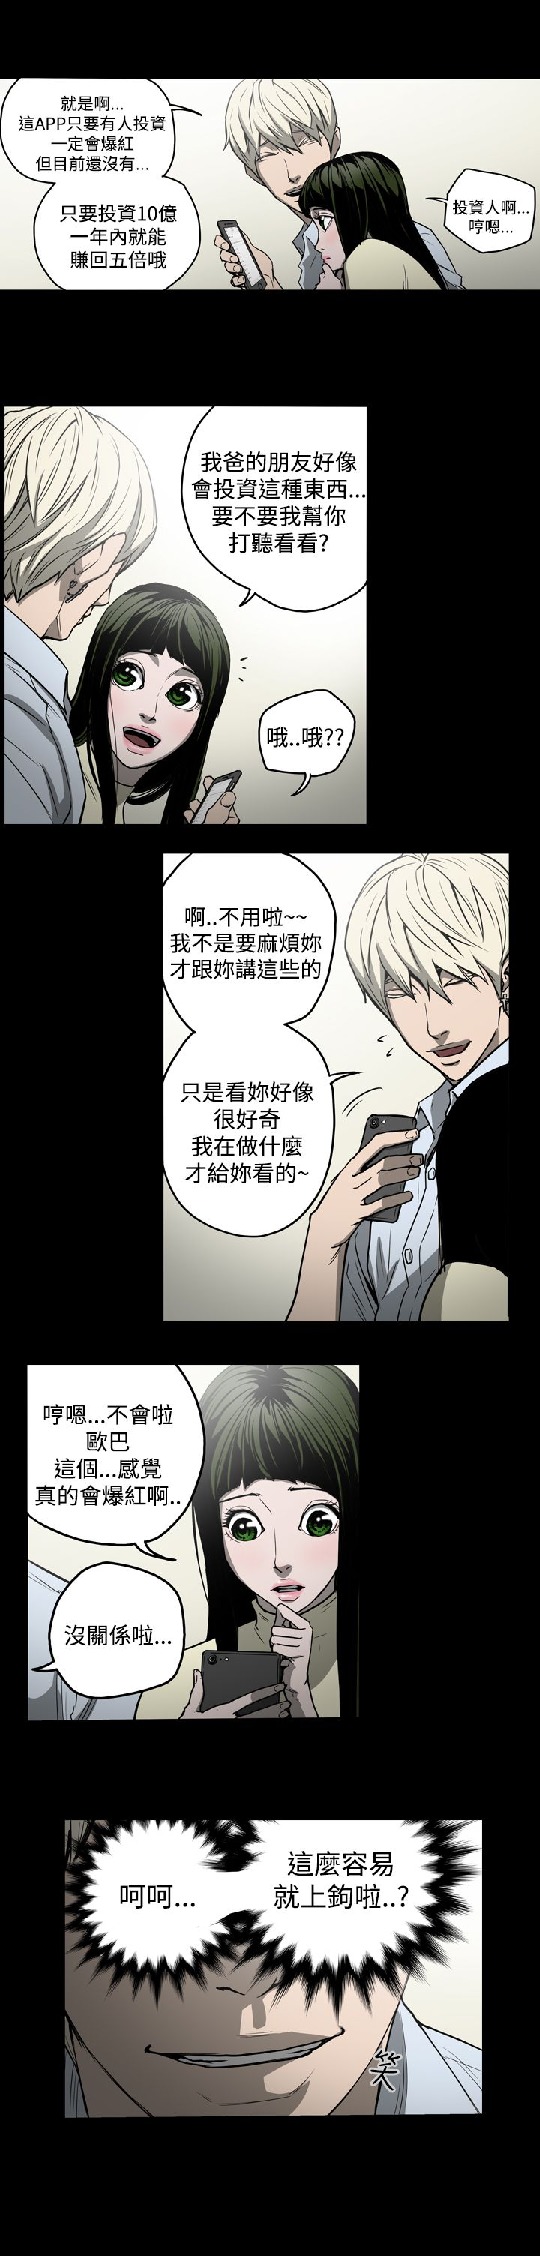 就是啊...
這APP只要有人投資
一定會爆紅
但目前還沒有...
只要投資10億
一年內就能
賺回五倍哦
投資人啊...
哼嗯...
我爸的朋友好像
會投資這種東西...
要不要我幫你
打聽看看?
哦..哦??
啊..不用啦~~
我不是要麻煩妳
才跟妳講這些的
只是看妳好像
很好奇
我在做什麼
才給妳看的~
哼嗯...不會啦
歐巴
這個...感覺
真的會爆紅啊..
沒關係啦...
呵呵...
這麼容易
就上鉤啦..?
笑